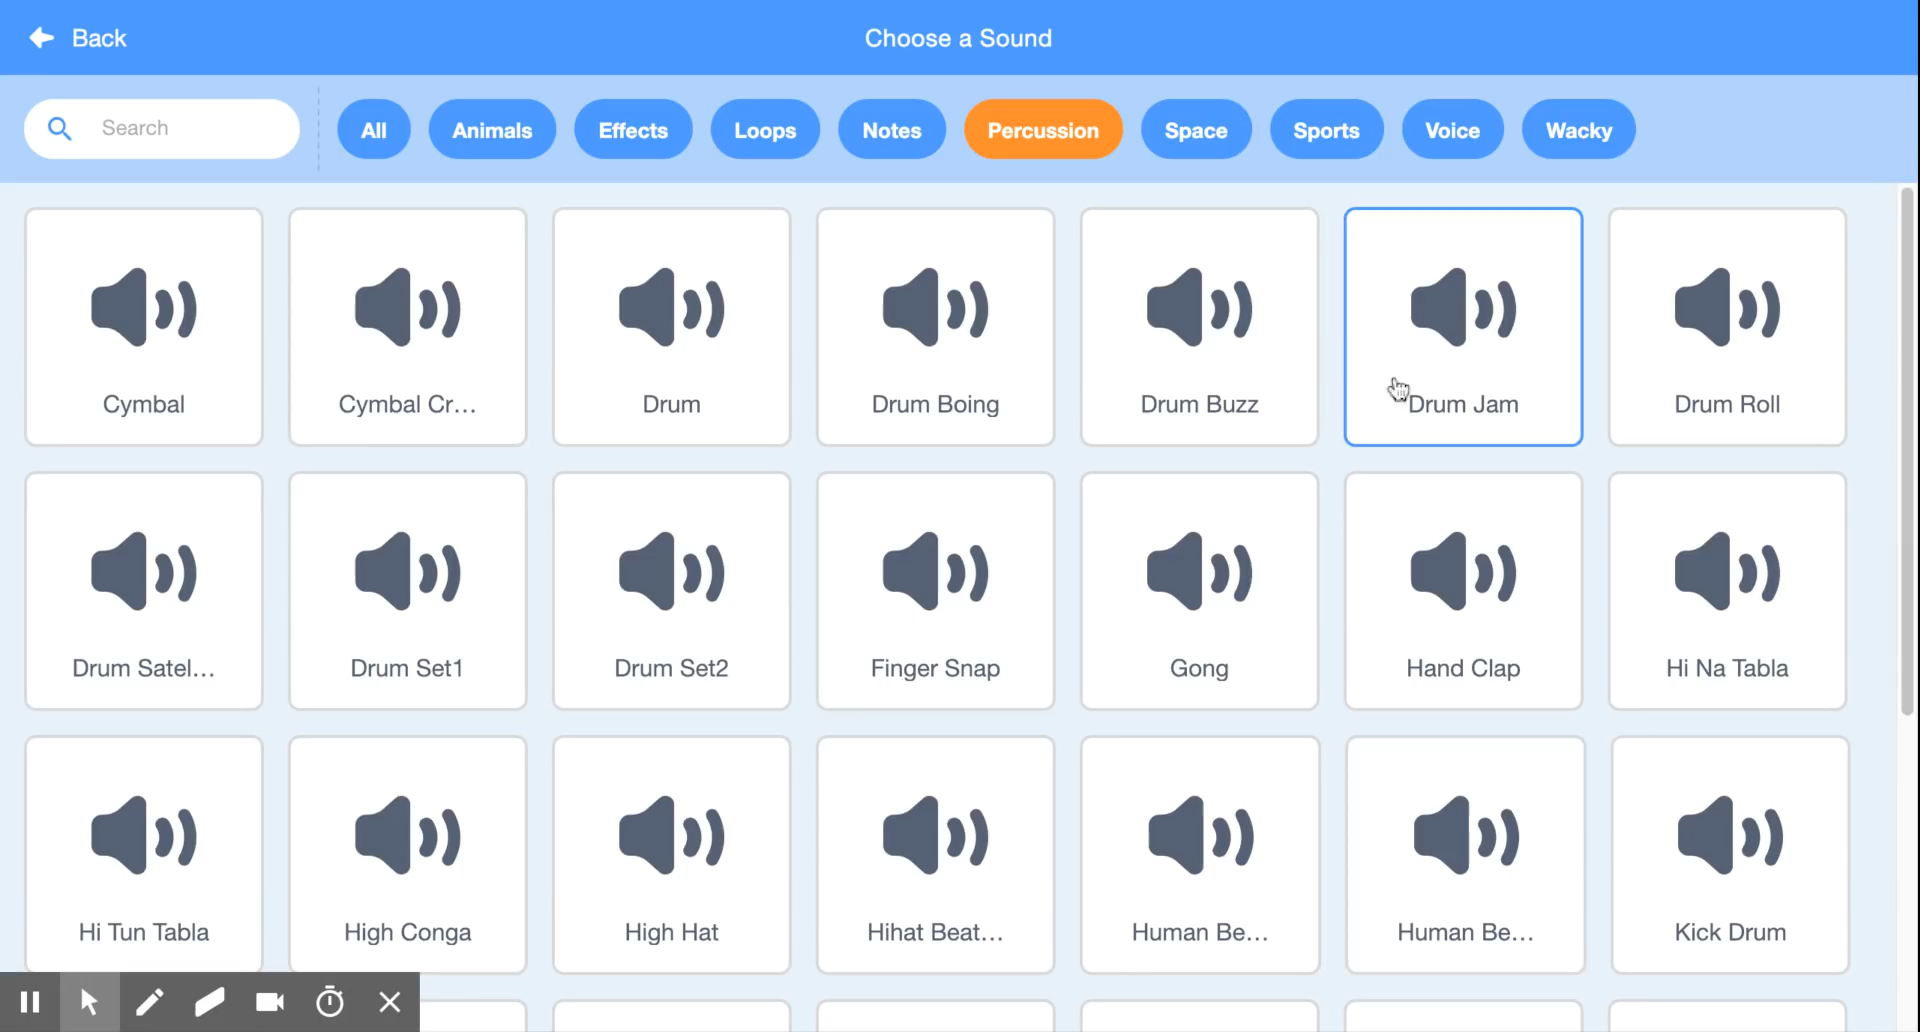 Back
Choose a Sound
Search
All
Animals
Effects
Loops
Notes
Percussion
Space
Sports
Voice
Wacky
Cymbal
Cymbal Cr...
Drum
Drum Boing
Drum Buzz
Drum Jam
Drum Roll
Drum Satel...
Drum Set1
Drum Set2
Finger Snap
Gong
Hand Clap
Hi Na Tabla
Hi Tun Tabla
High Conga
High Hat
Hihat Beat...
Human Be...
Human Be...
Kick Drum